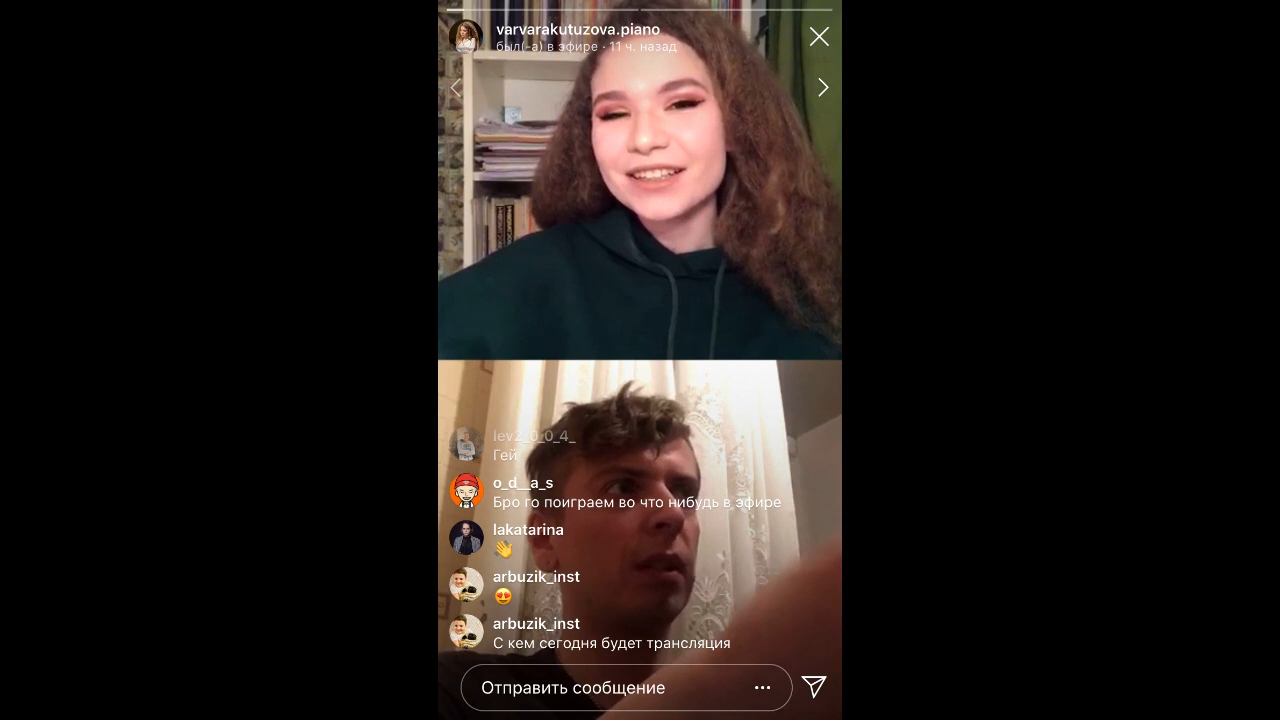 varvarakutuzova.piano
был(-а) в эфире · 11 ч. назад
lev2_0_0_4_
Гей
o_d__a_s
Бро го поиграем во что нибудь в эфире
lakatarina
👋
arbuzik_inst
😍
arbuzik_inst
С кем сегодня будет трансляция
Отправить сообщение